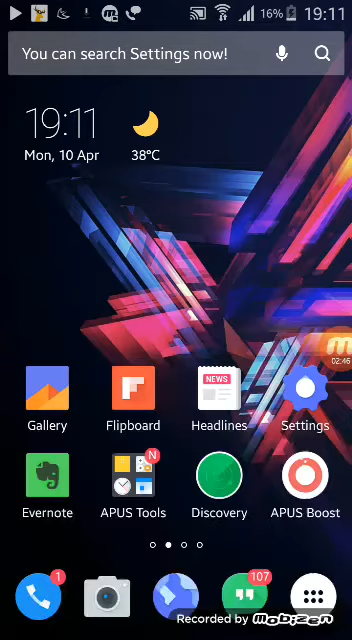 16% 19:11
You can search Settings now!
19:11
Mon, 10 Apr
38°C
02:46
NEWS
Gallery Flipboard Headlines Settings
N
Evernote APUS Tools Discovery APUS Boost
1 107
Recorded by Mobizen